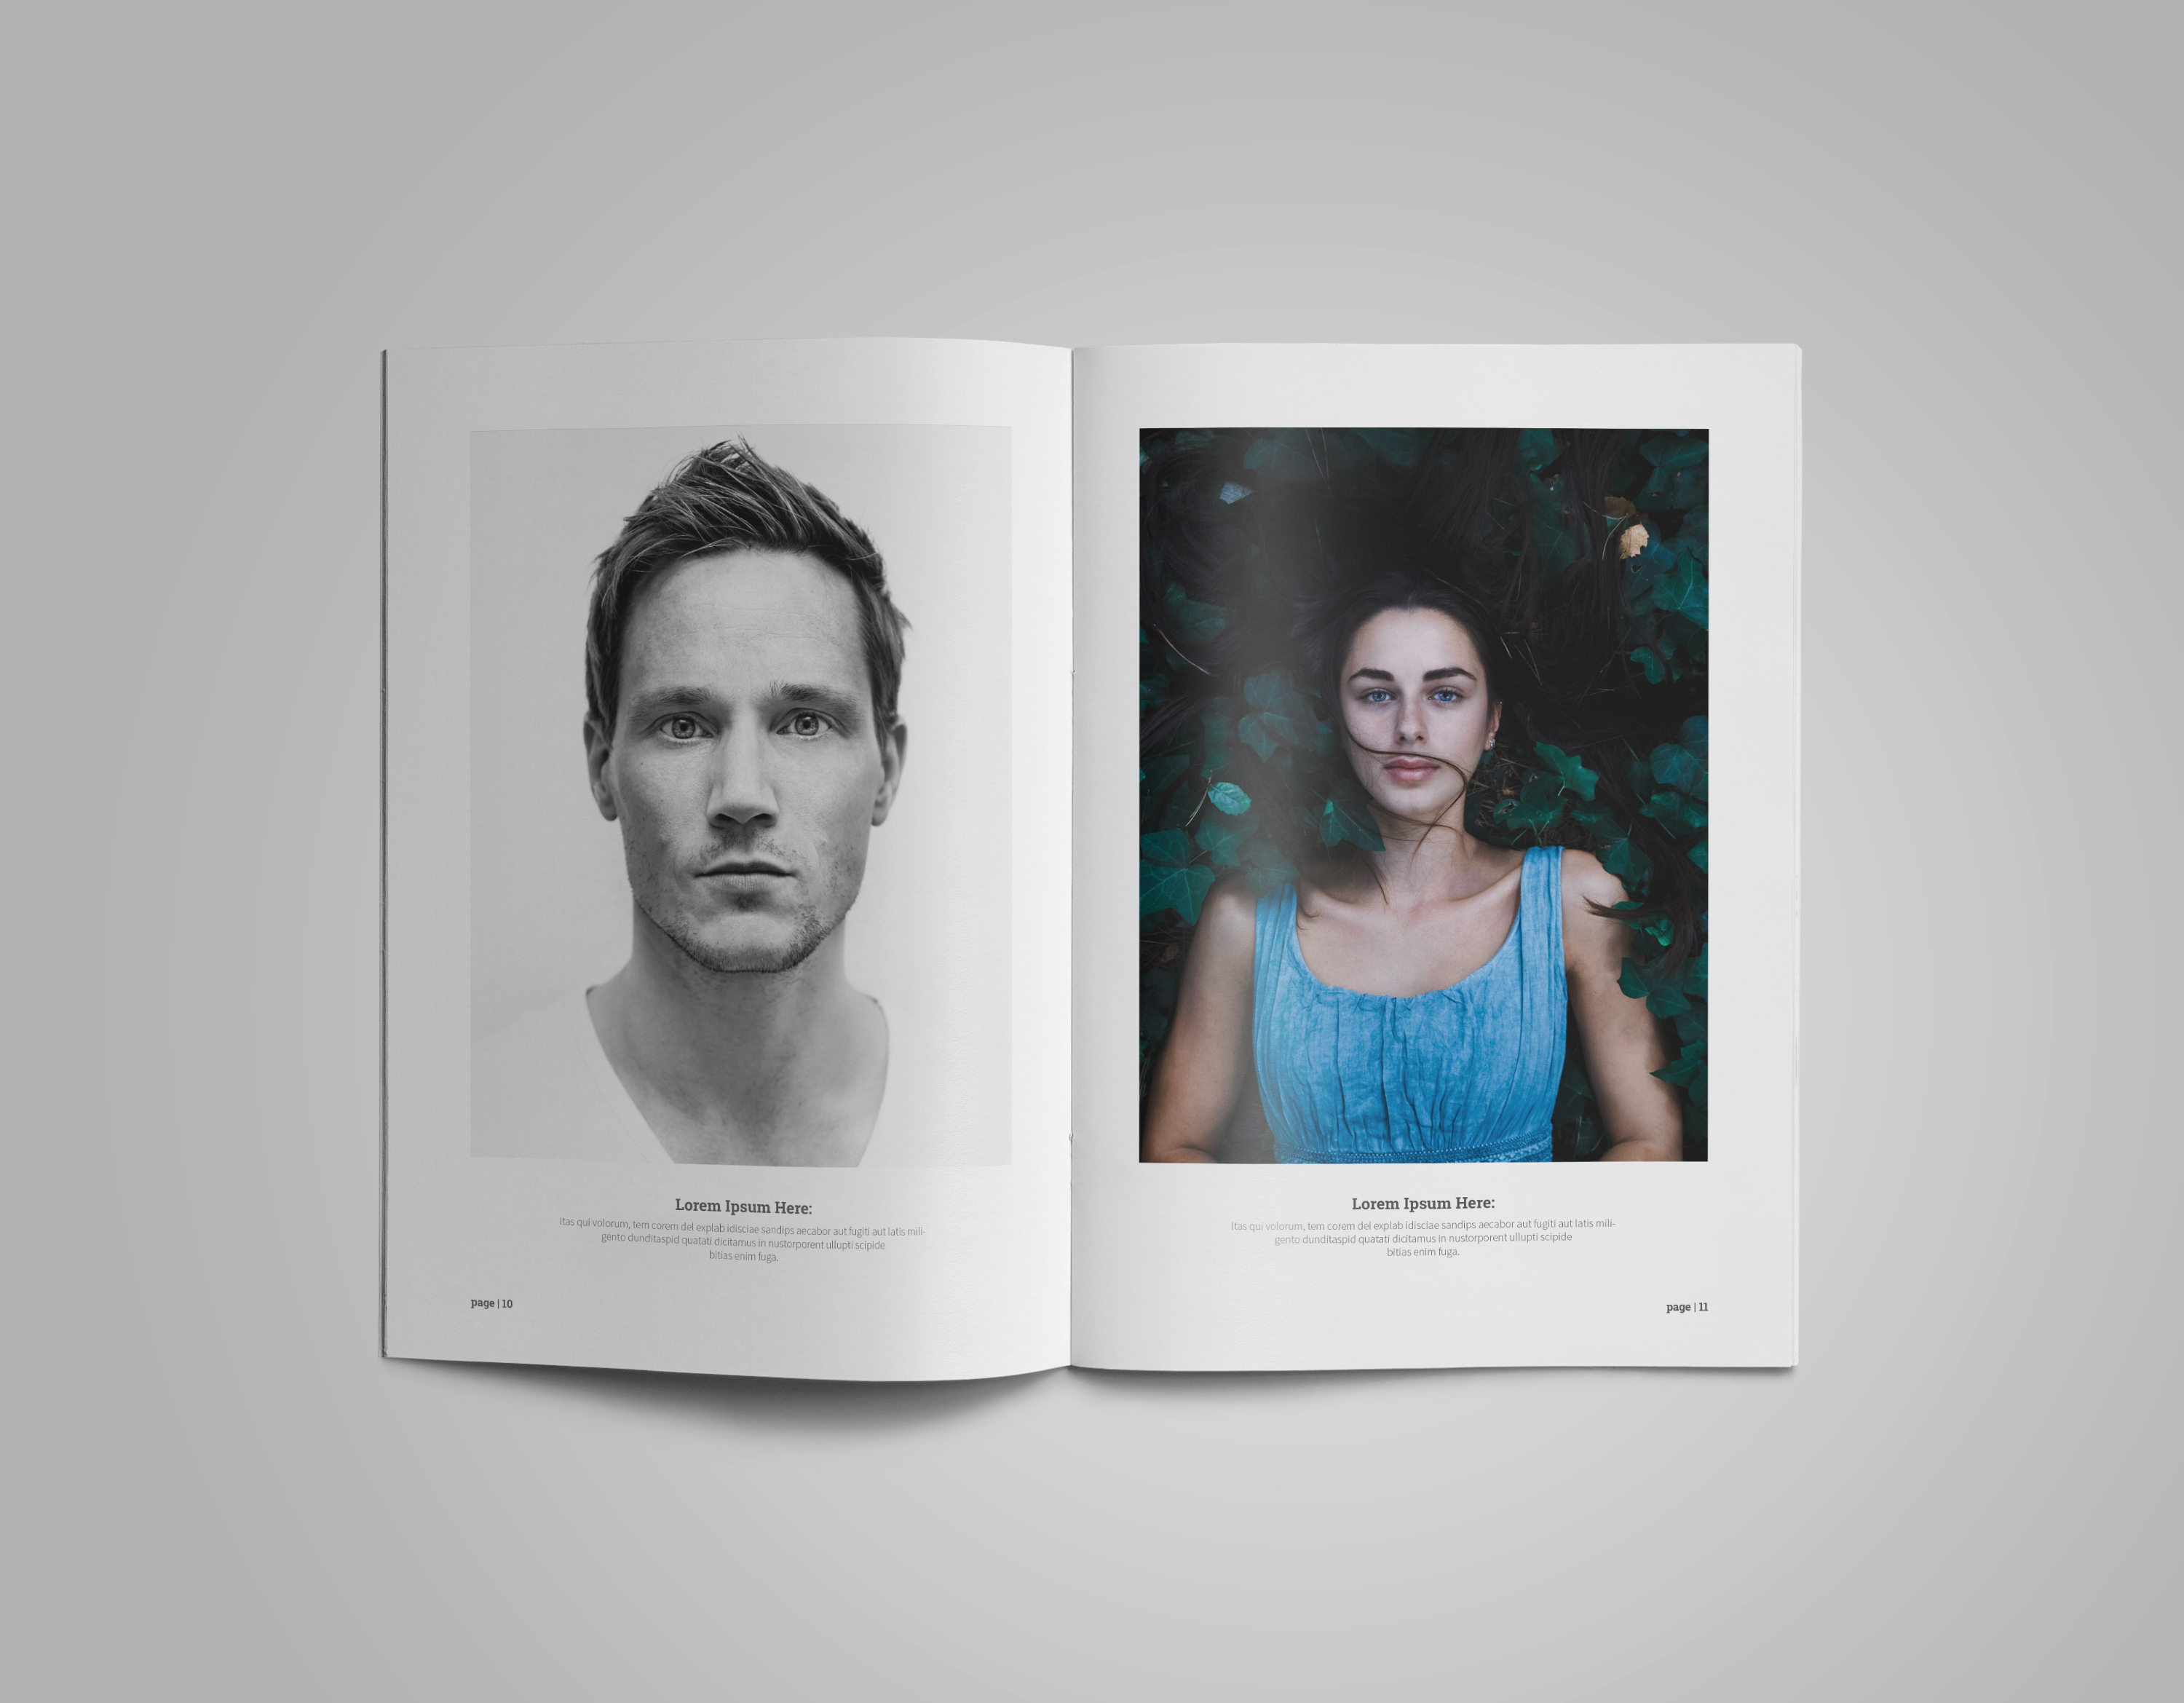 Lorem Ipsum Here:
Itas qui volorum, tem corem del explab idisciae sandips aecabor aut fugiti aut latis mili-
gento dunditaspid quatati dicitamus in nustorporent ullupti scipide
bitias enim fuga.
page | 10
Lorem Ipsum Here:
Itas qui volorum, tem corem del explab idisciae sandips aecabor aut fugiti aut latis mili-
gento dunditaspid quatati dicitamus in nustorporent ullupti scipide
bitias enim fuga.
page | 11